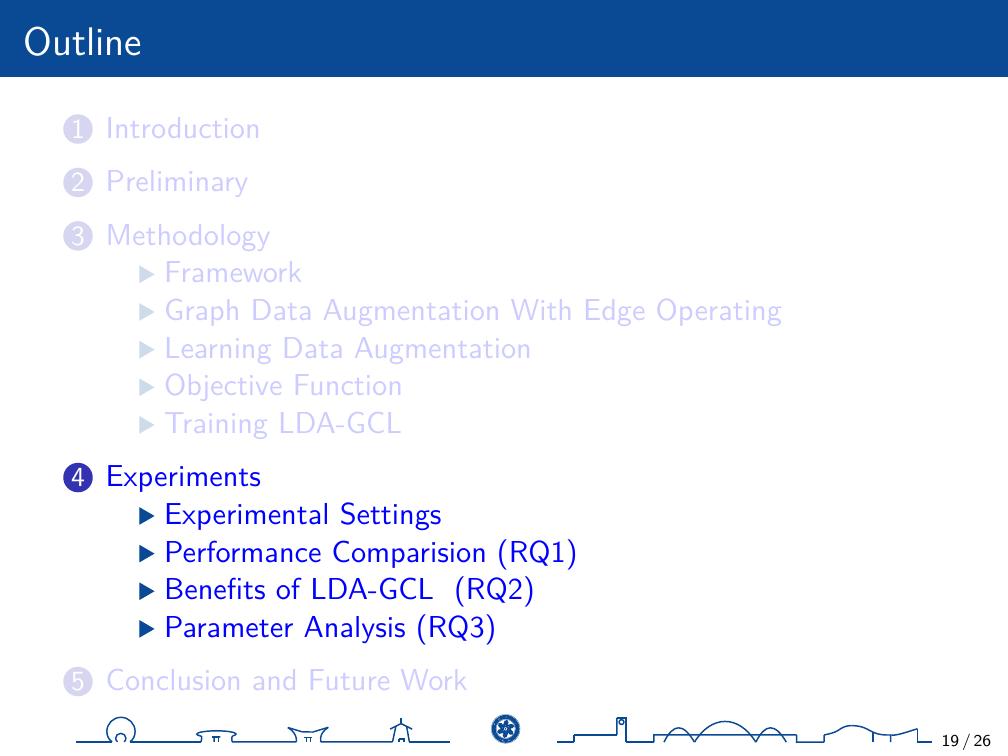 Outline
1 Introduction
2 Preliminary
3 Methodology
▶ Framework
▶ Graph Data Augmentation With Edge Operating
▶ Learning Data Augmentation
▶ Objective Function
▶ Training LDA-GCL
4 Experiments
▶ Experimental Settings
▶ Performance Comparision (RQ1)
▶ Benefits of LDA-GCL (RQ2)
▶ Parameter Analysis (RQ3)
5 Conclusion and Future Work
19 / 26